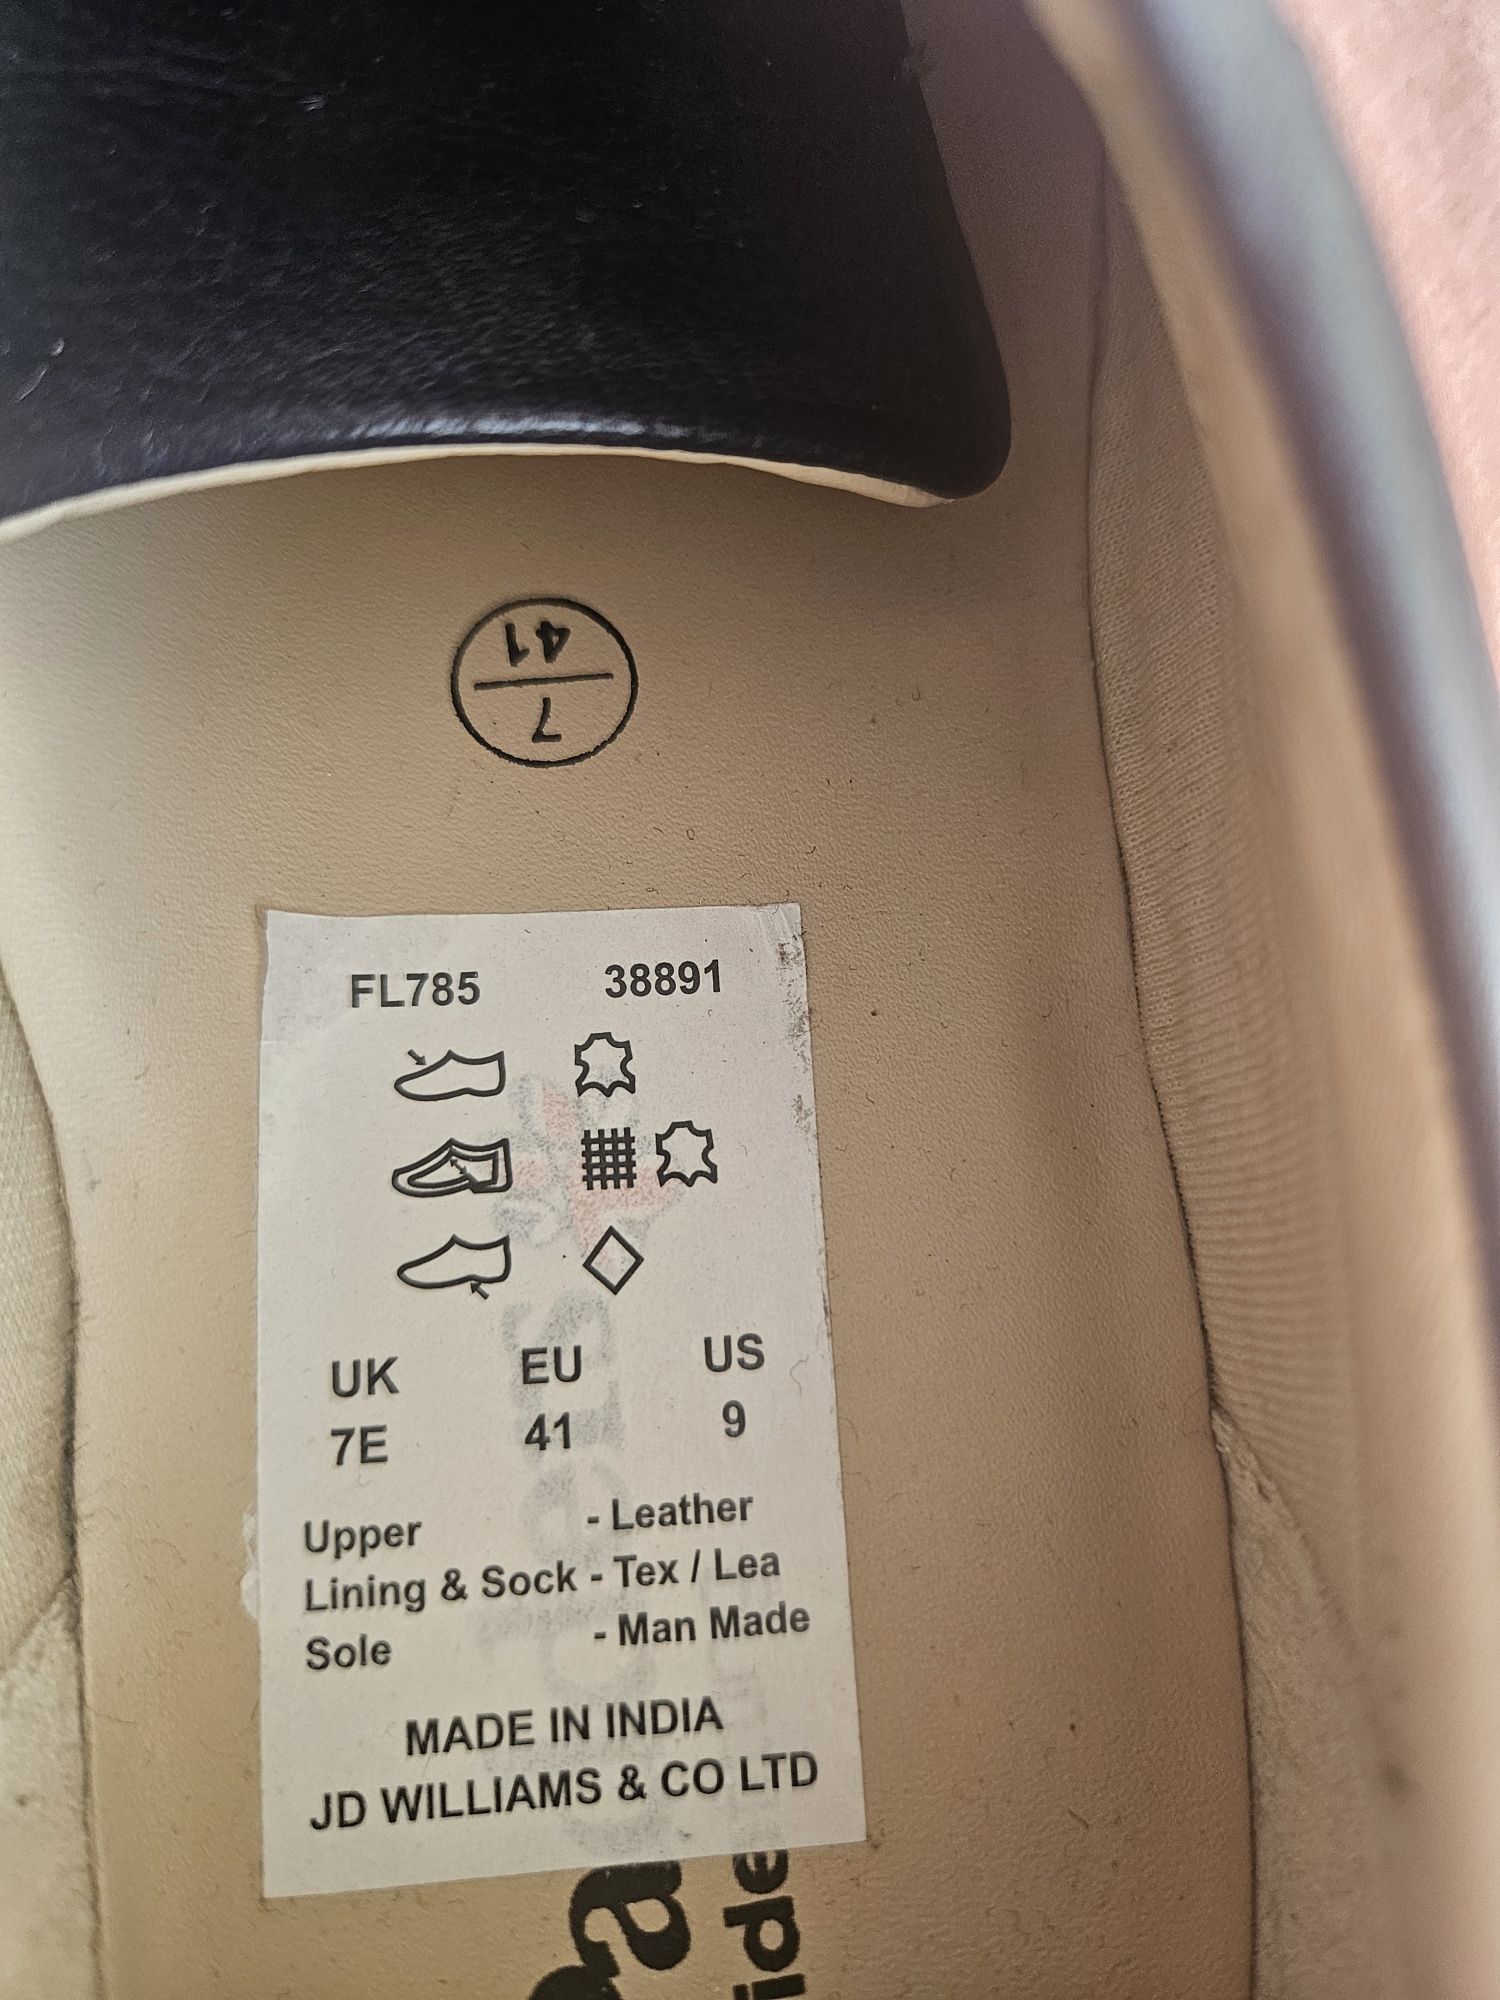 41
7
FL785 38891
UK EU US
7E 41 9
Upper - Leather
Lining & Sock - Tex / Lea
Sole - Man Made
MADE IN INDIA
JD WILLIAMS & CO LTD